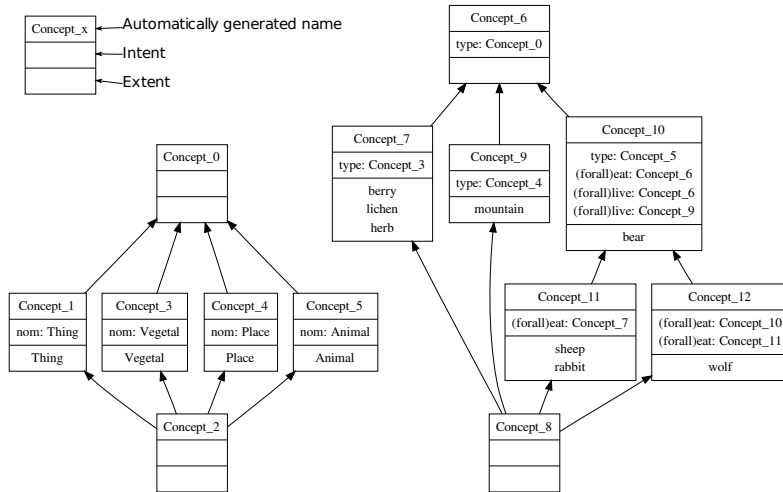 Concept_x
Automatically generated name
Intent
Extent
Concept_6
type: Concept_0
Concept_7
type: Concept_3
berry
lichen
herb
Concept_9
type: Concept_4
mountain
Concept_10
type: Concept_5
(forall)eat: Concept_6
(forall)live: Concept_6
(forall)live: Concept_9
bear
Concept_0
Concept_1
nom: Thing
Thing
Concept_3
nom: Vegetal
Vegetal
Concept_4
nom: Place
Place
Concept_5
nom: Animal
Animal
Concept_11
(forall)eat: Concept_7
sheep
rabbit
Concept_12
(forall)eat: Concept_10
(forall)eat: Concept_11
wolf
Concept_2
Concept_8